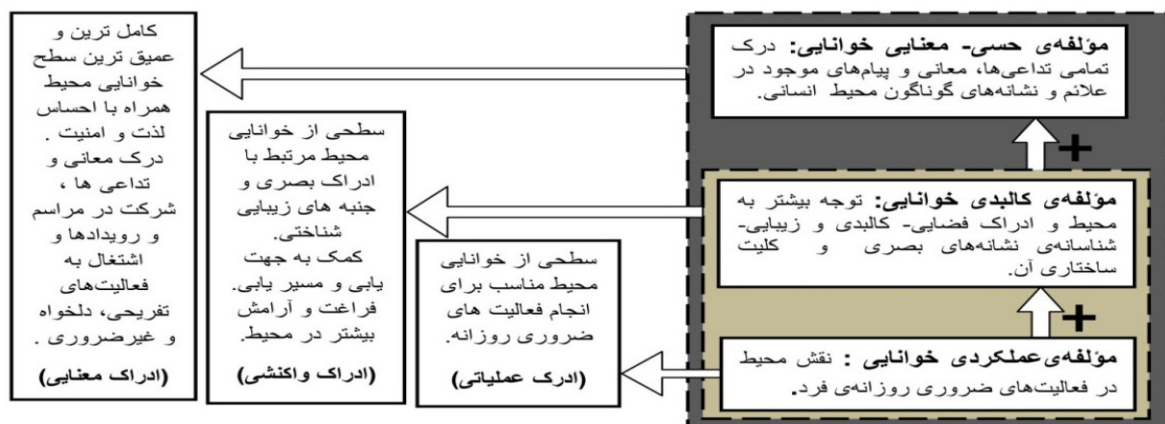 مؤلفه‌ی حسی- معنایی خوانایی: درک
تمامی تداعی‌ها، معانی و پیام‌های موجود در
علائم و نشانه‌های گوناگون محیط انسانی.
+
مؤلفه‌ی کالبدی خوانایی: توجه بیشتر به
محیط و ادراک فضایی- کالبدی و زیبایی-
شناسانه‌ی نشانه‌های بصری و کلیت
ساختاری آن.
+
مؤلفه‌ی عملکردی خوانایی : نقش محیط
در فعالیت‌های ضروری روزانه‌ی فرد.
سطحی از خوانایی
محیط مناسب برای
انجام فعالیت های
ضروری روزانه.
(ادرک عملیاتی)
سطحی از خوانایی
محیط مرتبط با
ادراک بصری و
جنبه های زیبایی
شناختی.
کمک به جهت
یابی و مسیر یابی.
فراغت و آرامش
بیشتر در محیط.
(ادراک واکنشی)
کامل ترین و
عمیق ترین سطح
خوانایی محیط
همراه با احساس
لذت و امنیت .
درک معانی و
تداعی ها ،
شرکت در مراسم
و رویدادها و
اشتغال به
فعالیت‌های
تفریحی، دلخواه
و غیرضروری .
(ادراک معنایی)